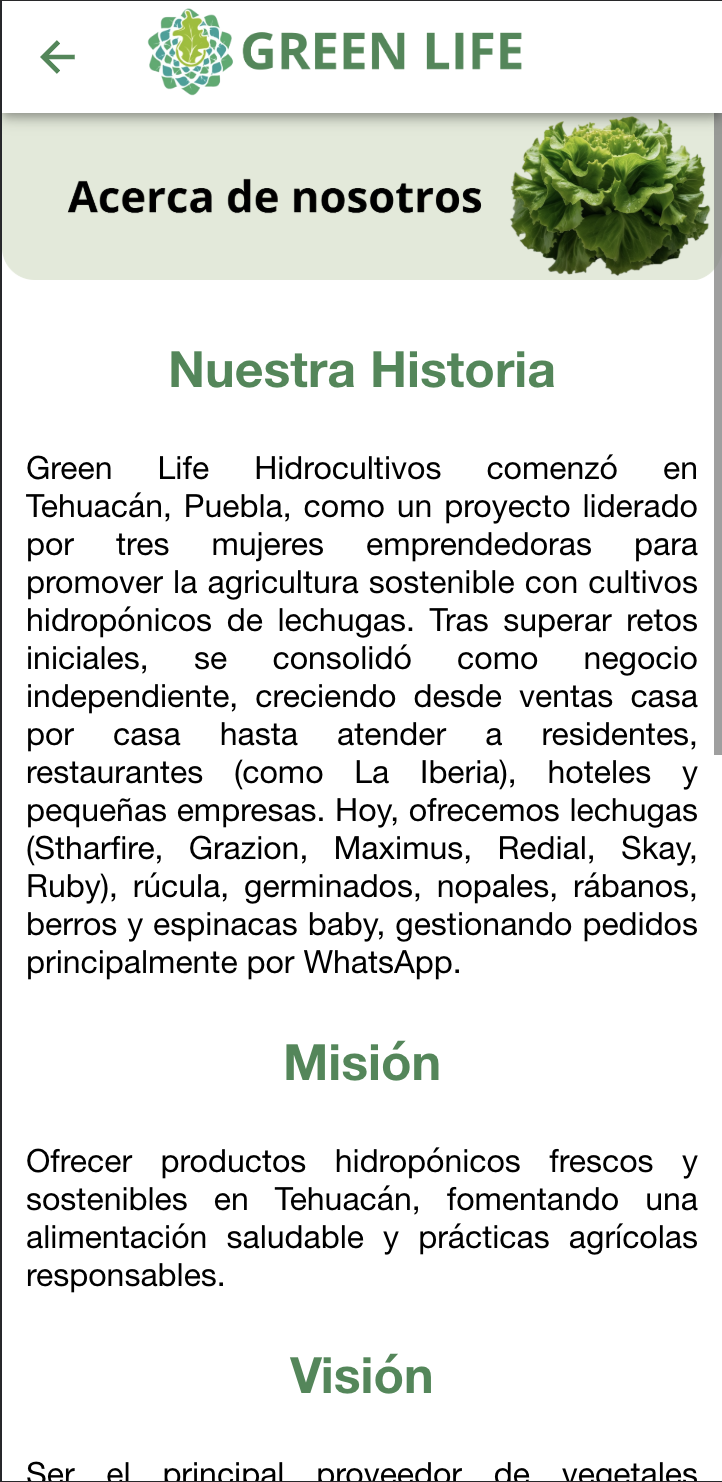 GREEN LIFE
Acerca de nosotros
Nuestra Historia
Green Life Hidrocultivos comenzó en
Tehuacán, Puebla, como un proyecto liderado
por tres mujeres emprendedoras para
promover la agricultura sostenible con cultivos
hidropónicos de lechugas. Tras superar retos
iniciales, se consolidó como negocio
independiente, creciendo desde ventas casa
por casa hasta atender a residentes,
restaurantes (como La Iberia), hoteles y
pequeñas empresas. Hoy, ofrecemos lechugas
(Stharfire, Grazion, Maximus, Redial, Skay,
Ruby), rúcula, germinados, nopales, rábanos,
berros y espinacas baby, gestionando pedidos
principalmente por WhatsApp.
Misión
Ofrecer productos hidropónicos frescos y
sostenibles en Tehuacán, fomentando una
alimentación saludable y prácticas agrícolas
responsables.
Visión
Ser el principal proveedor de vegetales